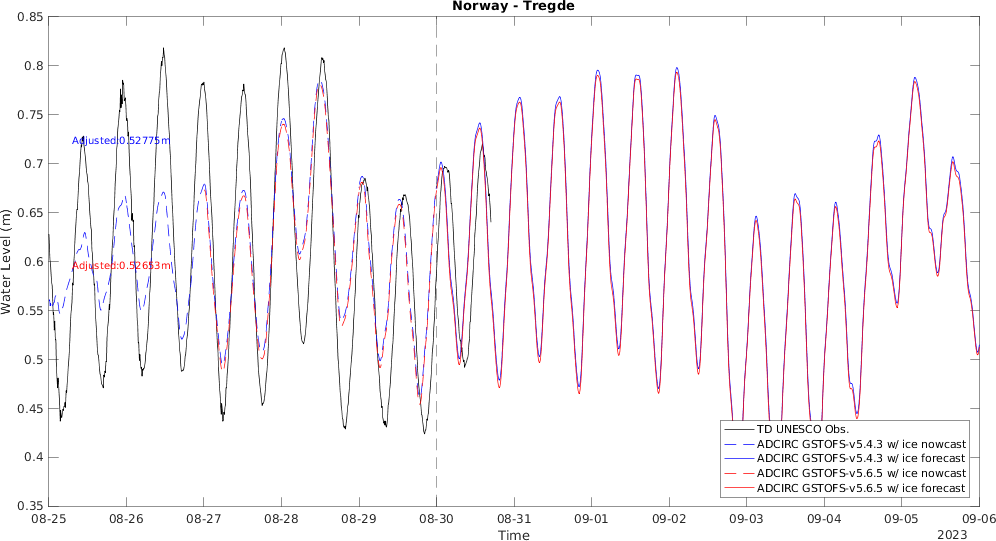 Norway - Tregde
0.85
0.8
0.75
0.7
0.65
0.6
0.55
0.5
0.45
0.4
0.35
Water Level (m)
Adjusted:0.52775m
Adjusted:0.52653m
TD UNESCO Obs.
ADCIRC GSTOFS-v5.4.3 w/ ice nowcast
ADCIRC GSTOFS-v5.4.3 w/ ice forecast
ADCIRC GSTOFS-v5.6.5 w/ ice nowcast
ADCIRC GSTOFS-v5.6.5 w/ ice forecast
08-25 08-26 08-27 08-28 08-29 08-30 08-31 09-01 09-02 09-03 09-04 09-05 09-06
Time
2023